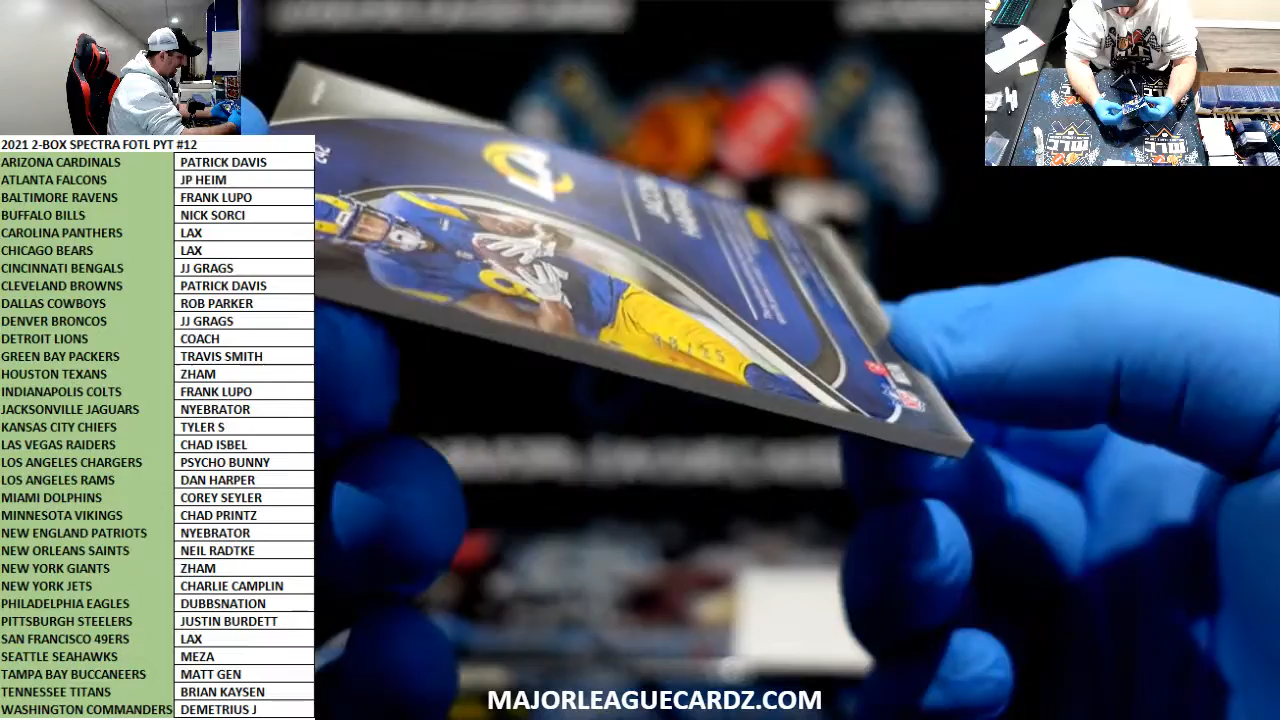 2021 2-BOX SPECTRA FOTL PYT #12
ARIZONA CARDINALS PATRICK DAVIS
ATLANTA FALCONS JP HEIM
BALTIMORE RAVENS FRANK LUPO
BUFFALO BILLS NICK SORCI
CAROLINA PANTHERS LAX
CHICAGO BEARS LAX
CINCINNATI BENGALS JJ GRAGS
CLEVELAND BROWNS PATRICK DAVIS
DALLAS COWBOYS ROB PARKER
DENVER BRONCOS JJ GRAGS
DETROIT LIONS COACH
GREEN BAY PACKERS TRAVIS SMITH
HOUSTON TEXANS ZHAM
INDIANAPOLIS COLTS FRANK LUPO
JACKSONVILLE JAGUARS NYEBRATOR
KANSAS CITY CHIEFS TYLER S
LAS VEGAS RAIDERS CHAD ISBEL
LOS ANGELES CHARGERS PSYCHO BUNNY
LOS ANGELES RAMS DAN HARPER
MIAMI DOLPHINS COREY SEYLER
MINNESOTA VIKINGS CHAD PRINTZ
NEW ENGLAND PATRIOTS NYEBRATOR
NEW ORLEANS SAINTS NEIL RADTKE
NEW YORK GIANTS ZHAM
NEW YORK JETS CHARLIE CAMPLIN
PHILADELPHIA EAGLES DUBBSNATION
PITTSBURGH STEELERS JUSTIN BURDETT
SAN FRANCISCO 49ERS LAX
SEATTLE SEAHAWKS MEZA
TAMPA BAY BUCCANEERS MATT GEN
TENNESSEE TITANS BRIAN KAYSEN
WASHINGTON COMMANDERS DEMETRIUS J
LA
JACOB
HARRIS
MLC
MAJORLEAGUECARDZ.COM